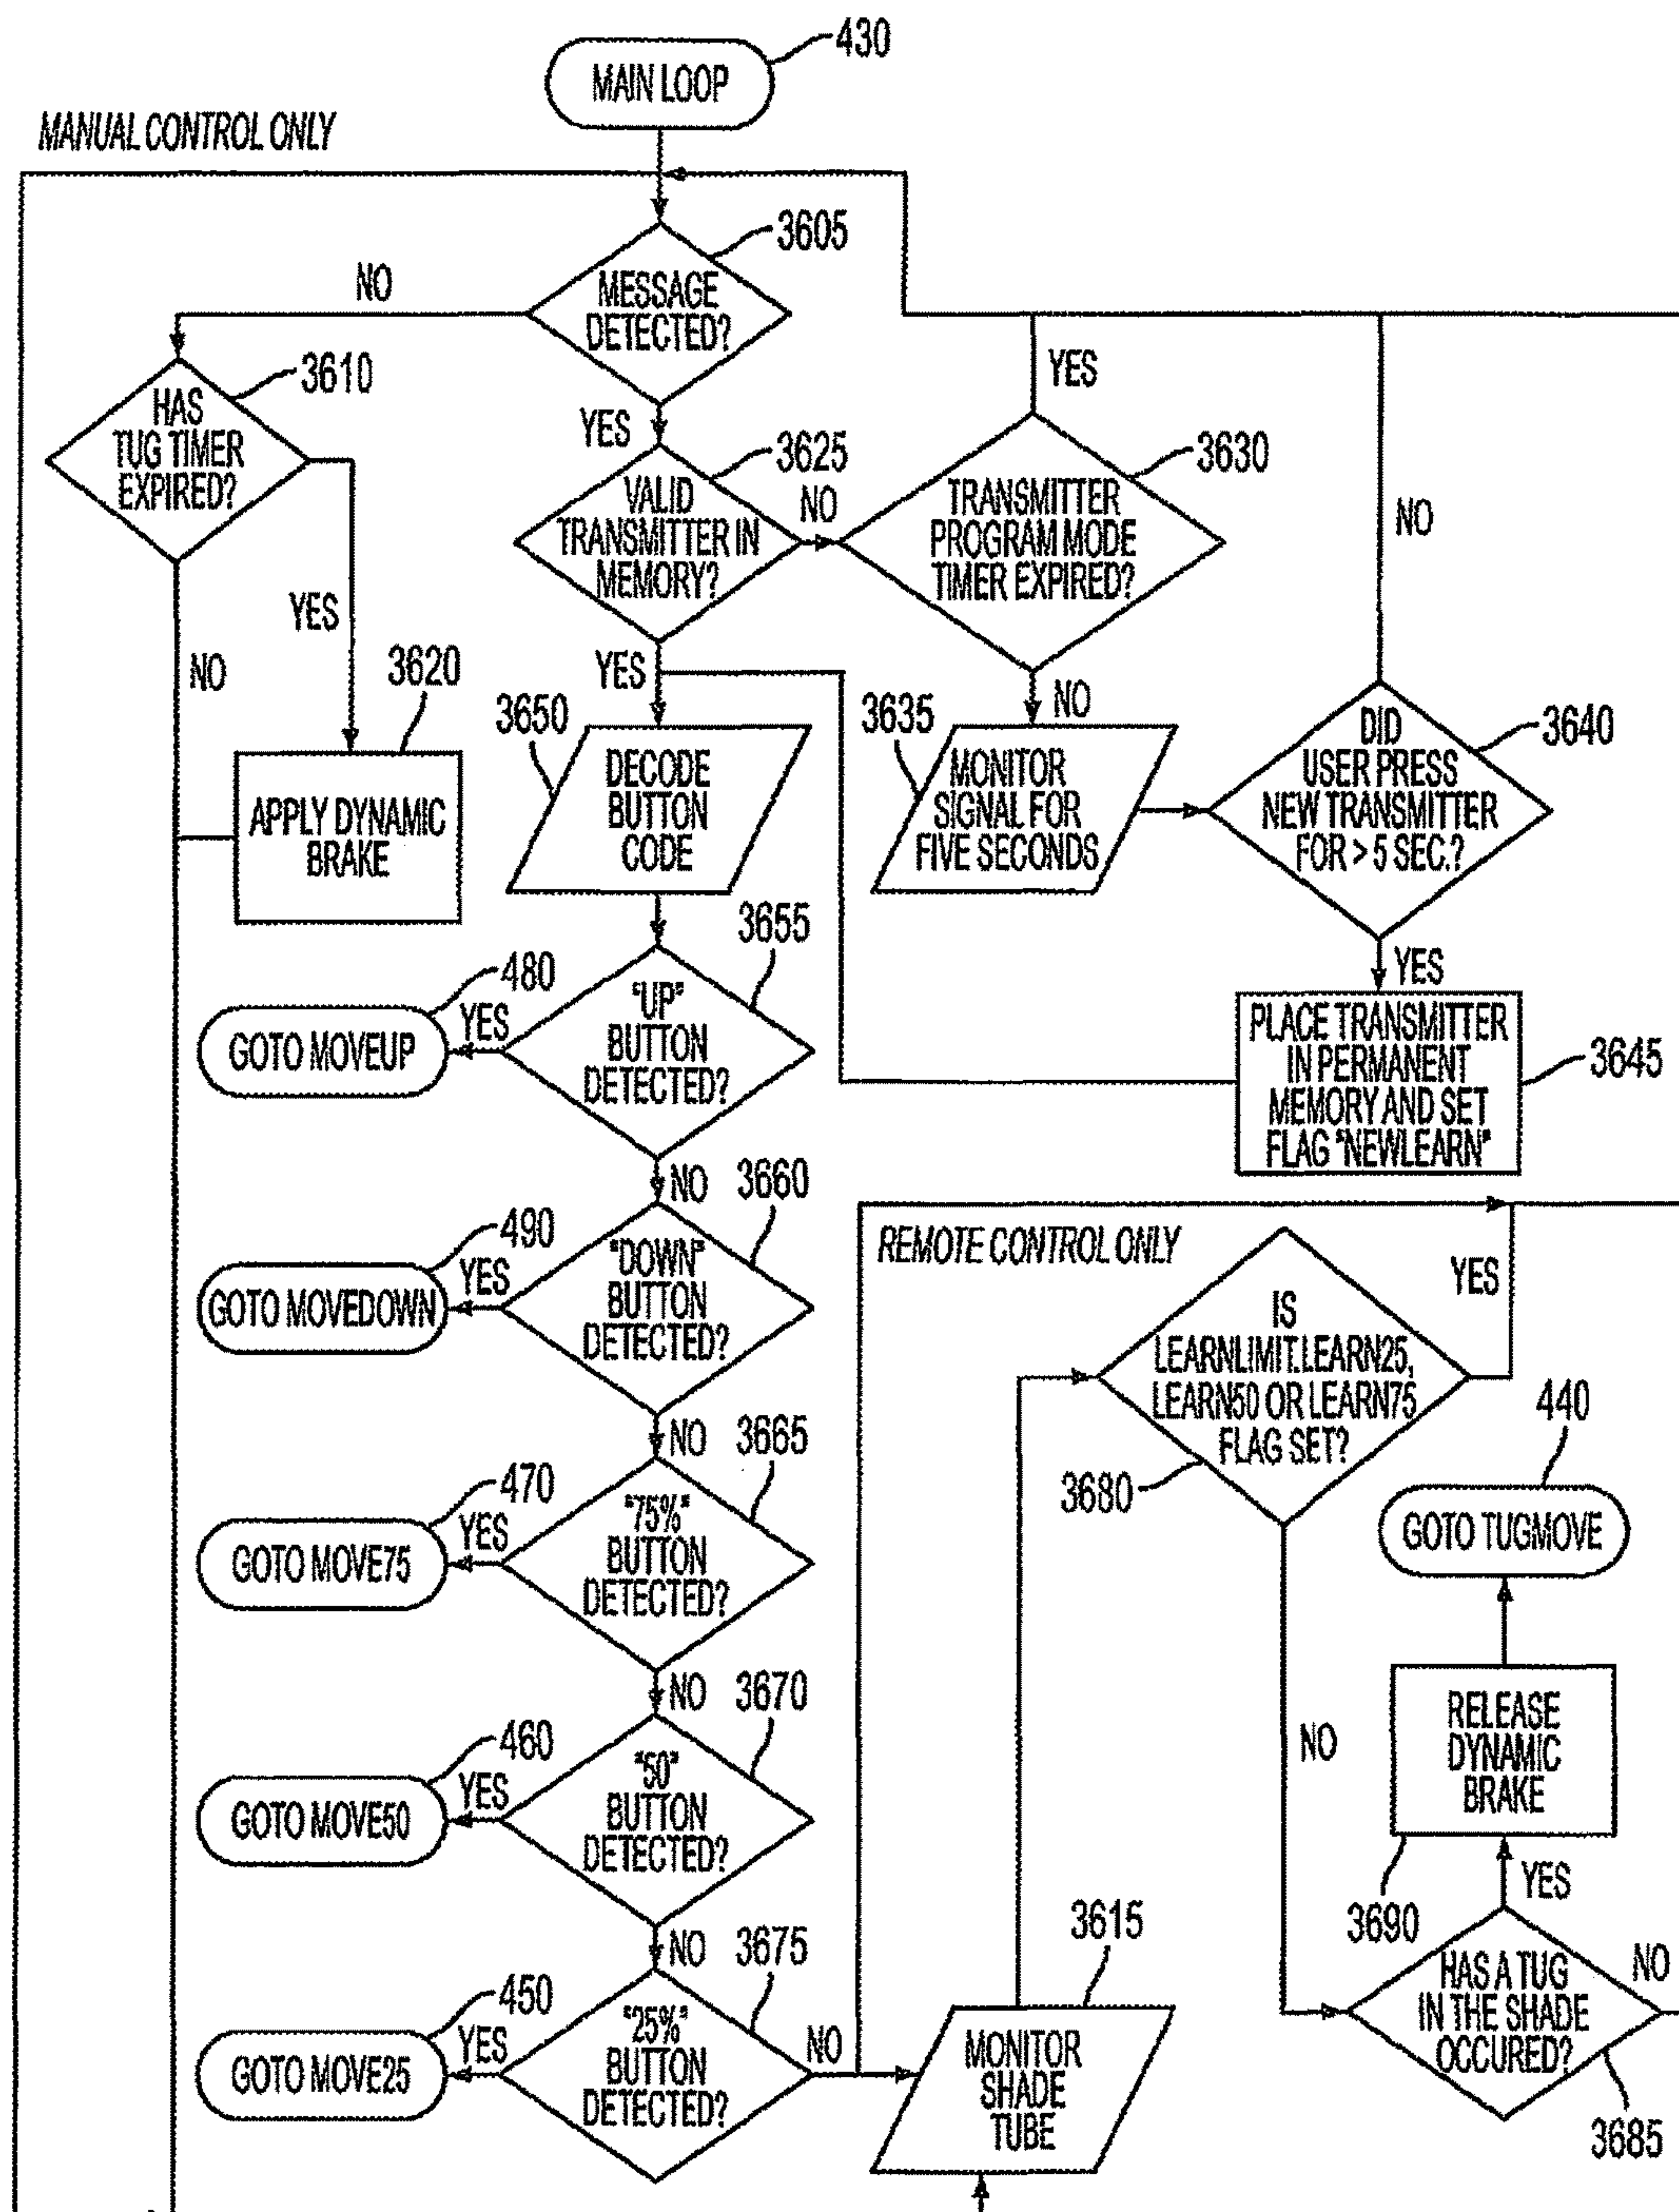 430
MAIN LOOP
MANUAL CONTROL ONLY
3605
MESSAGE
DETECTED?
NO
YES
3610
HAS
TUG TIMER
EXPIRED?
YES
NO
3620
APPLY DYNAMIC
BRAKE
3625
VALID
TRANSMITTER IN
MEMORY?
NO
YES
3630
TRANSMITTER
PROGRAM MODE
TIMER EXPIRED?
YES
NO
3635
MONITOR
SIGNAL FOR
FIVE SECONDS
3640
DID
USER PRESS
NEW TRANSMITTER
FOR > 5 SEC.?
NO
YES
PLACE TRANSMITTER
IN PERMANENT
MEMORY AND SET
FLAG "NEWLEARN"
3645
3650
DECODE
BUTTON
CODE
3655
"UP"
BUTTON
DETECTED?
YES
480
GOTO MOVEUP
NO
3660
"DOWN"
BUTTON
DETECTED?
YES
490
GOTO MOVEDOWN
NO
3665
"75%"
BUTTON
DETECTED?
YES
470
GOTO MOVE75
NO
3670
"50"
BUTTON
DETECTED?
YES
460
GOTO MOVE50
NO
3675
"25%"
BUTTON
DETECTED?
YES
450
GOTO MOVE25
NO
3615
MONITOR
SHADE
TUBE
REMOTE CONTROL ONLY
IS
LEARNLIMIT.LEARN25,
LEARN50 OR LEARN75
FLAG SET?
3680
YES
NO
440
GOTO TUGMOVE
RELEASE
DYNAMIC
BRAKE
3690
YES
HAS A TUG
IN THE SHADE
OCCURED?
NO
3685